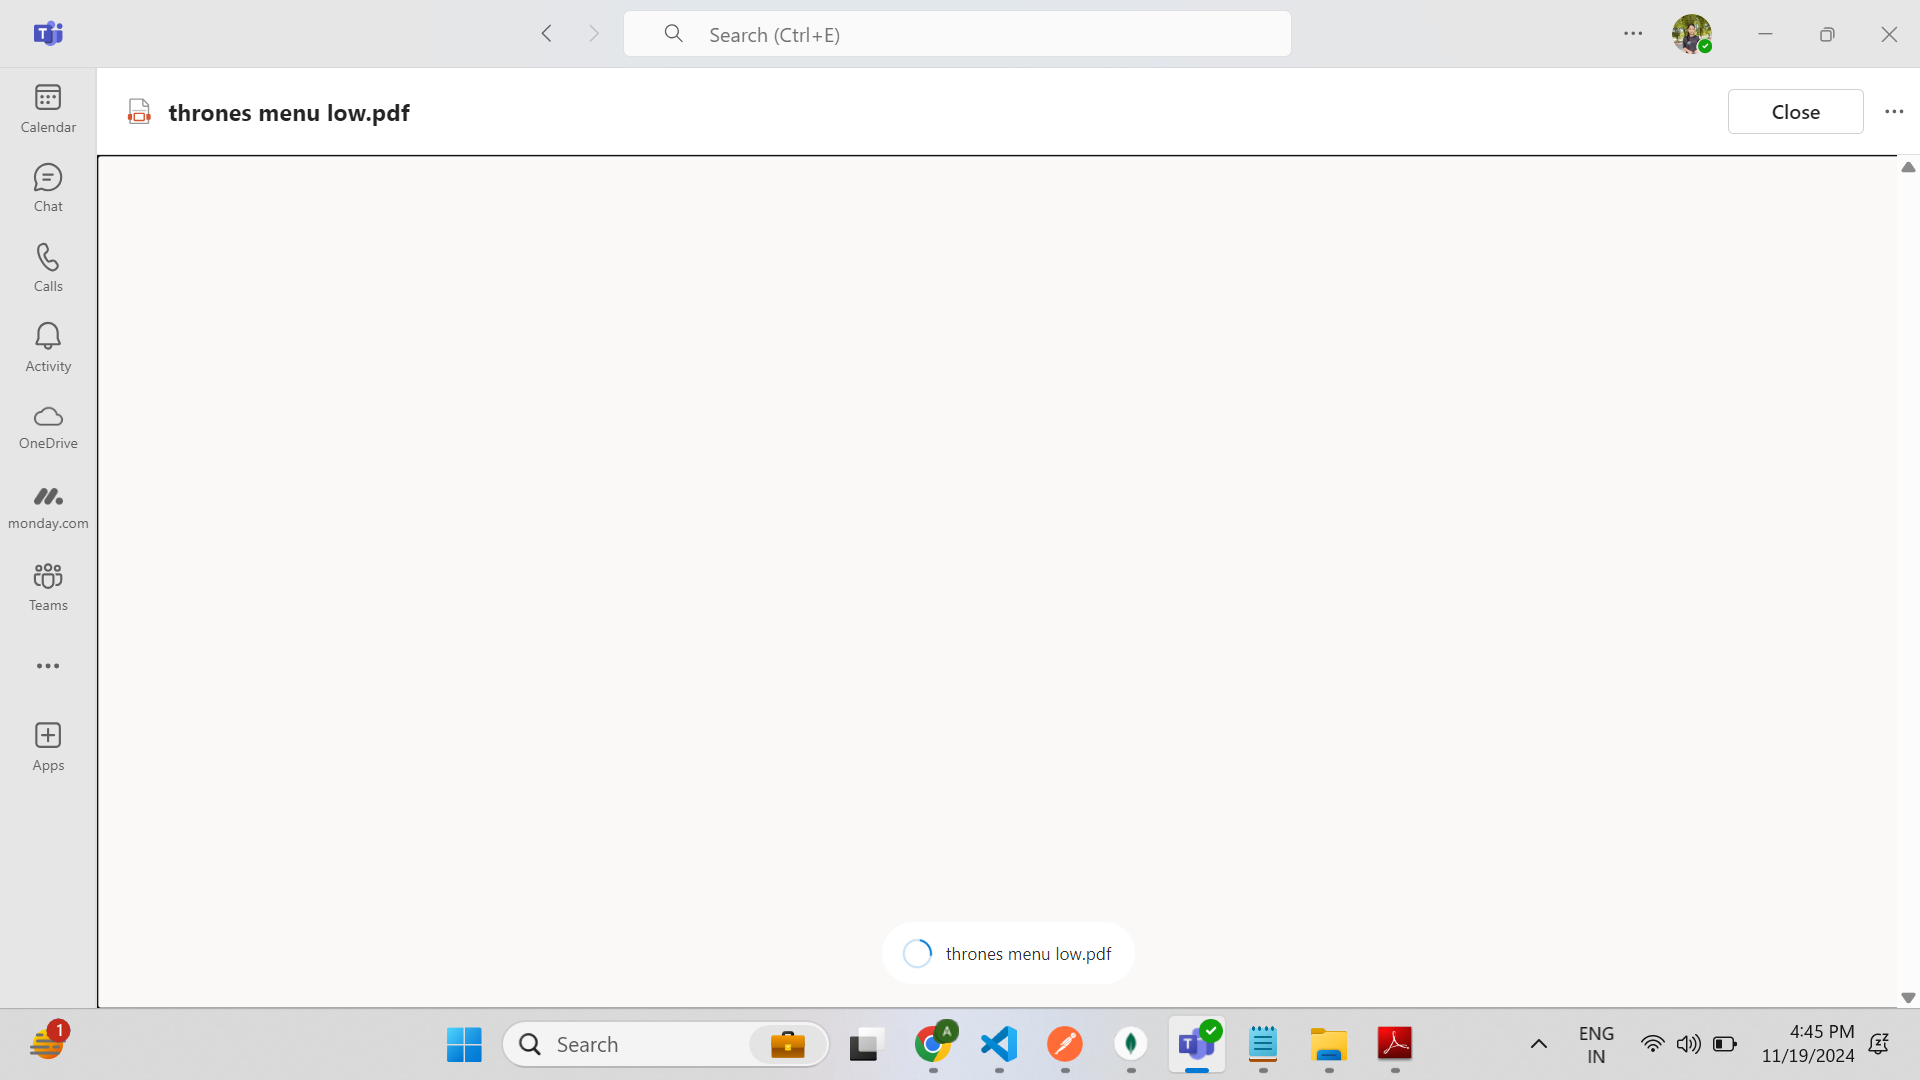 Search (Ctrl+E)
thrones menu low.pdf
Close
Calendar
Chat
Calls
Activity
OneDrive
monday.com
Teams
Apps
thrones menu low.pdf
1
Search
A
T
ENG
IN
4:45 PM
11/19/2024